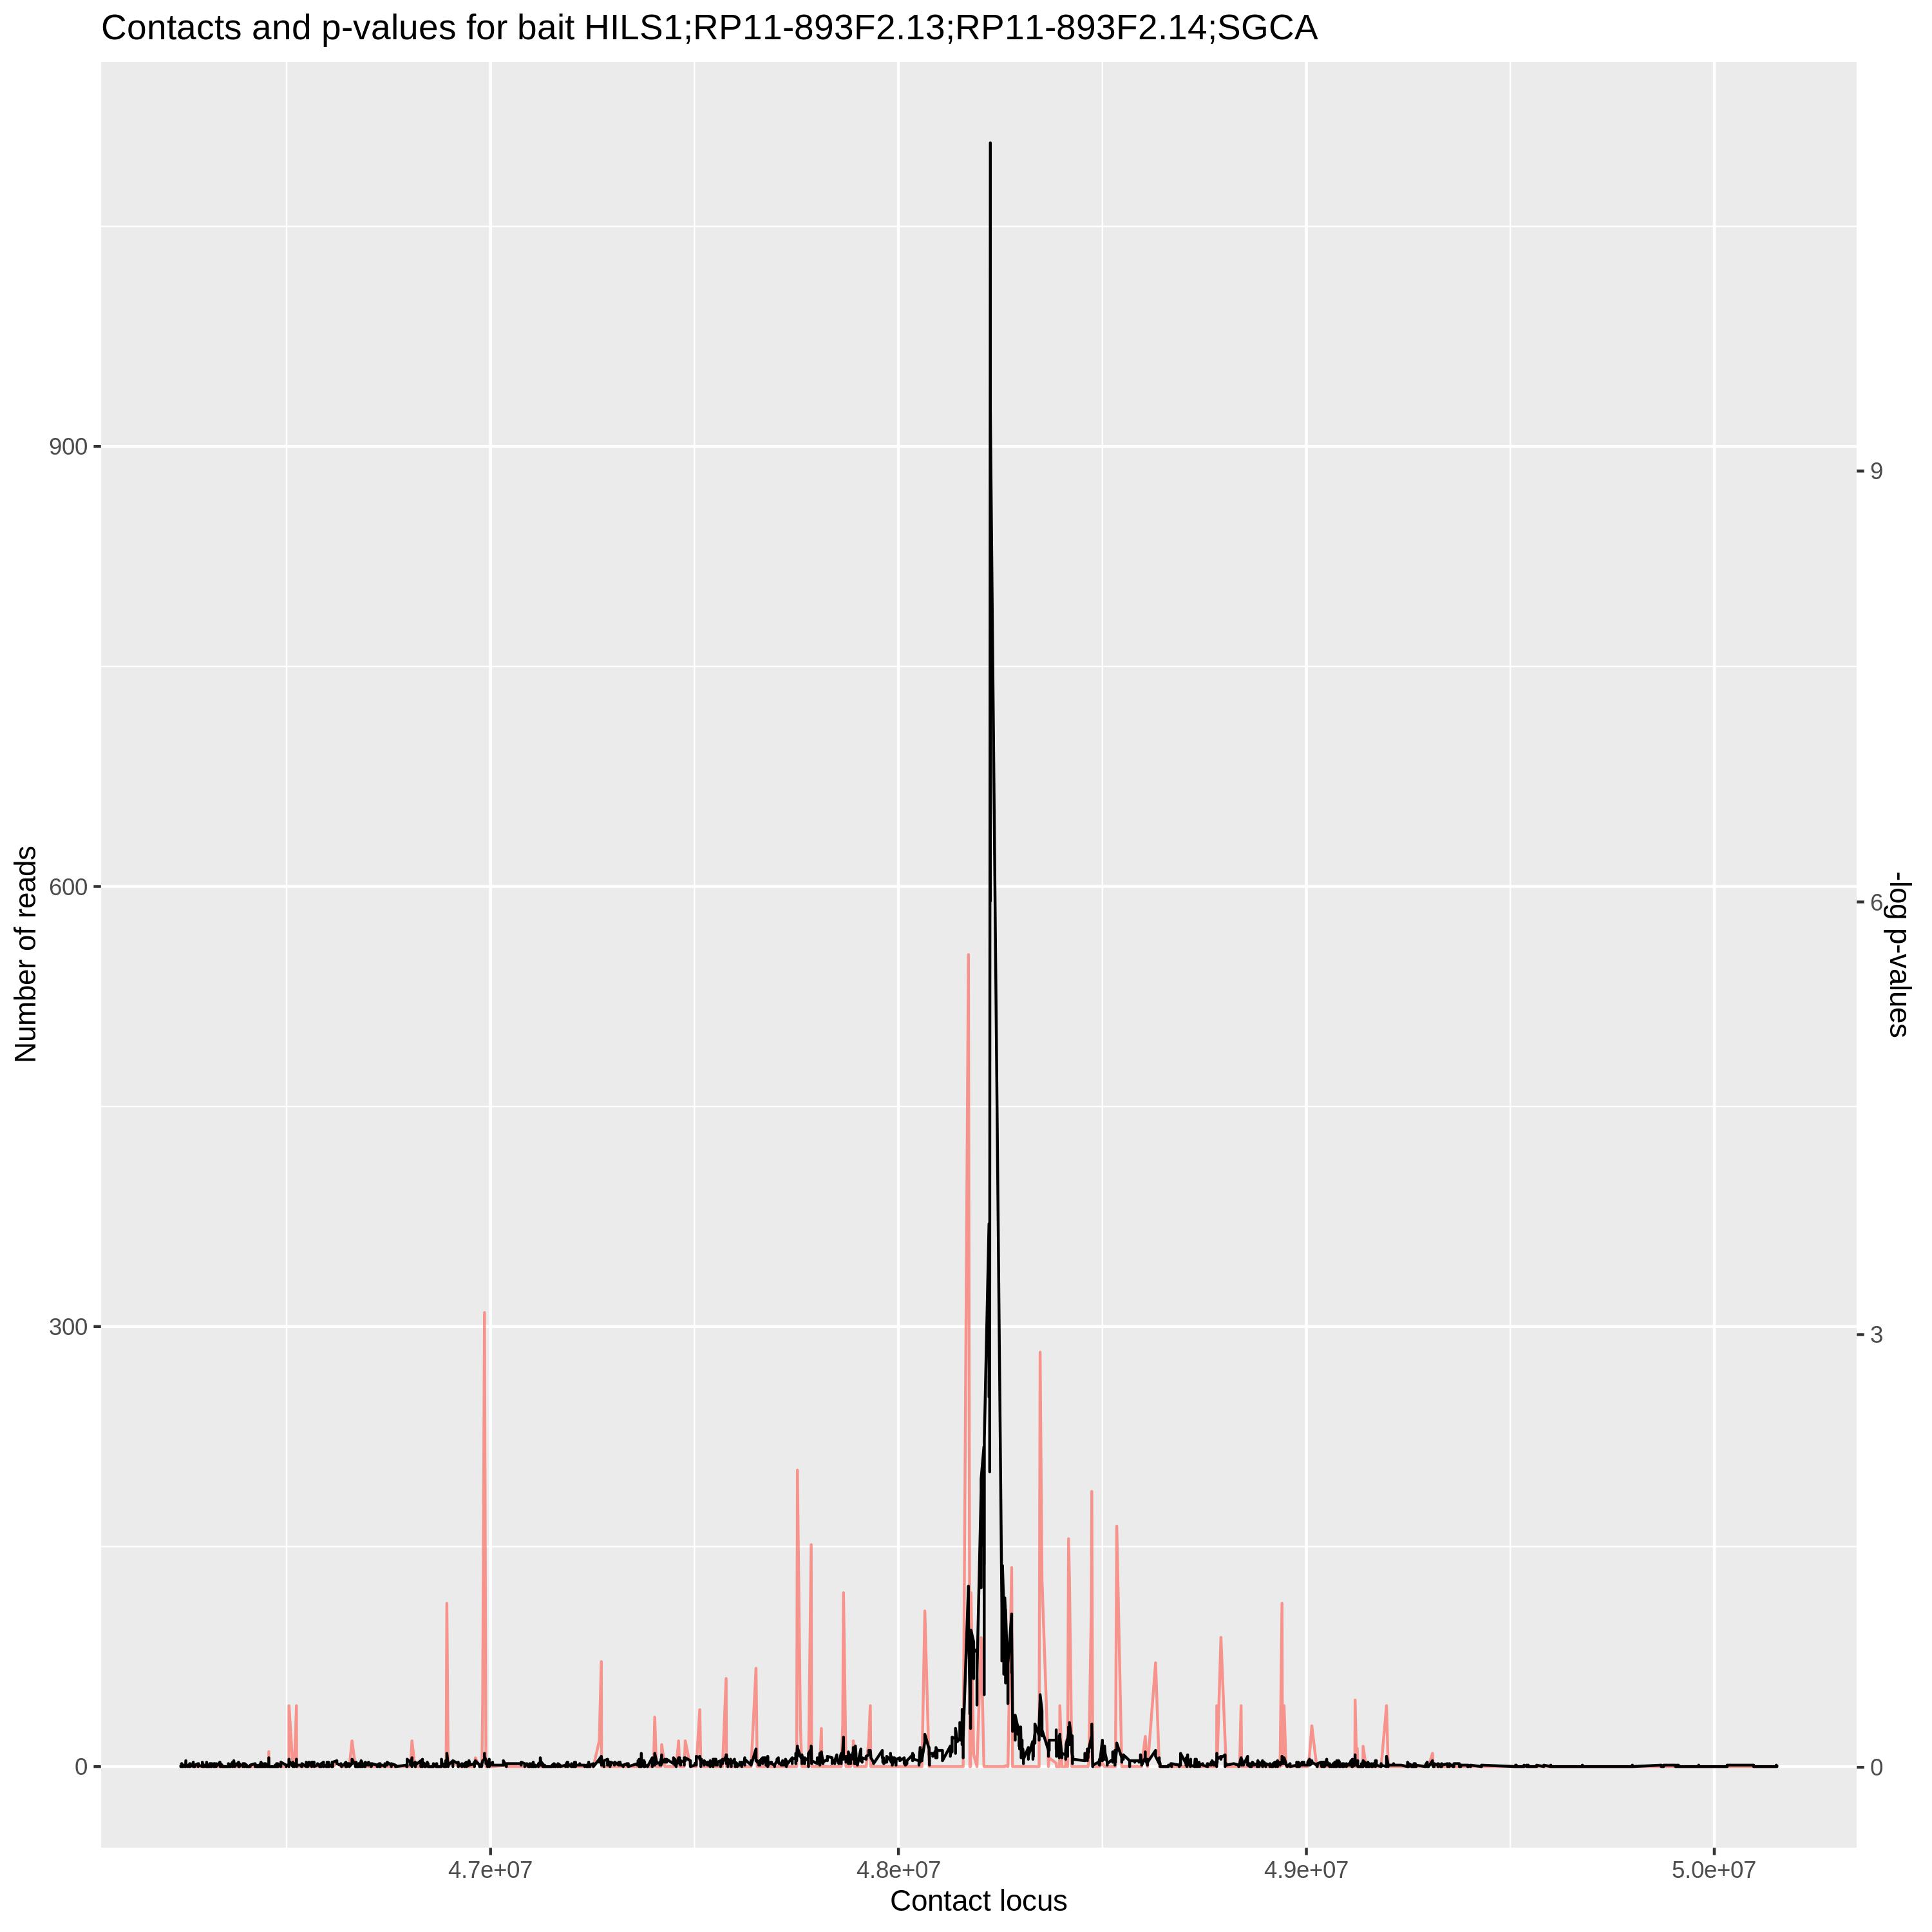 Contacts and p-values for bait HILS1;RP11-893F2.13;RP11-893F2.14;SGCA
Number of reads
900
600
300
0
9
6
3
0
-log p-values
4.7e+07
4.8e+07
4.9e+07
5.0e+07
Contact locus